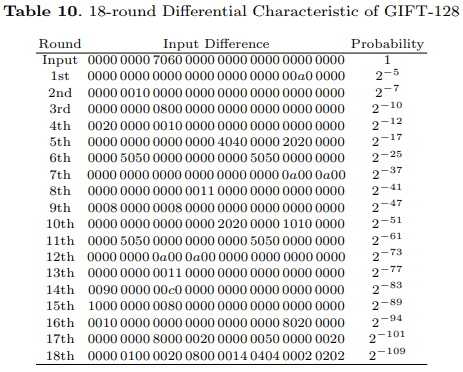 Table 10. 18-round Differential Characteristic of GIFT-128
Round Input Difference Probability
Input 0000 0000 7060 0000 0000 0000 0000 0000 1
1st 0000 0000 0000 0000 0000 0000 00a0 0000 2^{-5}
2nd 0000 0010 0000 0000 0000 0000 0000 0000 2^{-7}
3rd 0000 0000 0800 0000 0000 0000 0000 0000 2^{-10}
4th 0020 0000 0010 0000 0000 0000 0000 0000 2^{-12}
5th 0000 0000 0000 0000 4040 0000 2020 0000 2^{-17}
6th 0000 5050 0000 0000 0000 5050 0000 0000 2^{-25}
7th 0000 0000 0000 0000 0000 0000 0a00 0a00 2^{-37}
8th 0000 0000 0000 0011 0000 0000 0000 0000 2^{-41}
9th 0008 0000 0008 0000 0000 0000 0000 0000 2^{-47}
10th 0000 0000 0000 0000 2020 0000 1010 0000 2^{-51}
11th 0000 5050 0000 0000 0000 5050 0000 0000 2^{-61}
12th 0000 0000 0a00 0a00 0000 0000 0000 0000 2^{-73}
13th 0000 0000 0011 0000 0000 0000 0000 0000 2^{-77}
14th 0090 0000 00c0 0000 0000 0000 0000 0000 2^{-83}
15th 1000 0000 0080 0000 0000 0000 0000 0000 2^{-89}
16th 0010 0000 0000 0000 0000 0000 8020 0000 2^{-94}
17th 0000 0000 8000 0020 0000 0050 0000 0020 2^{-101}
18th 0000 0100 0020 0800 0014 0404 0002 0202 2^{-109}